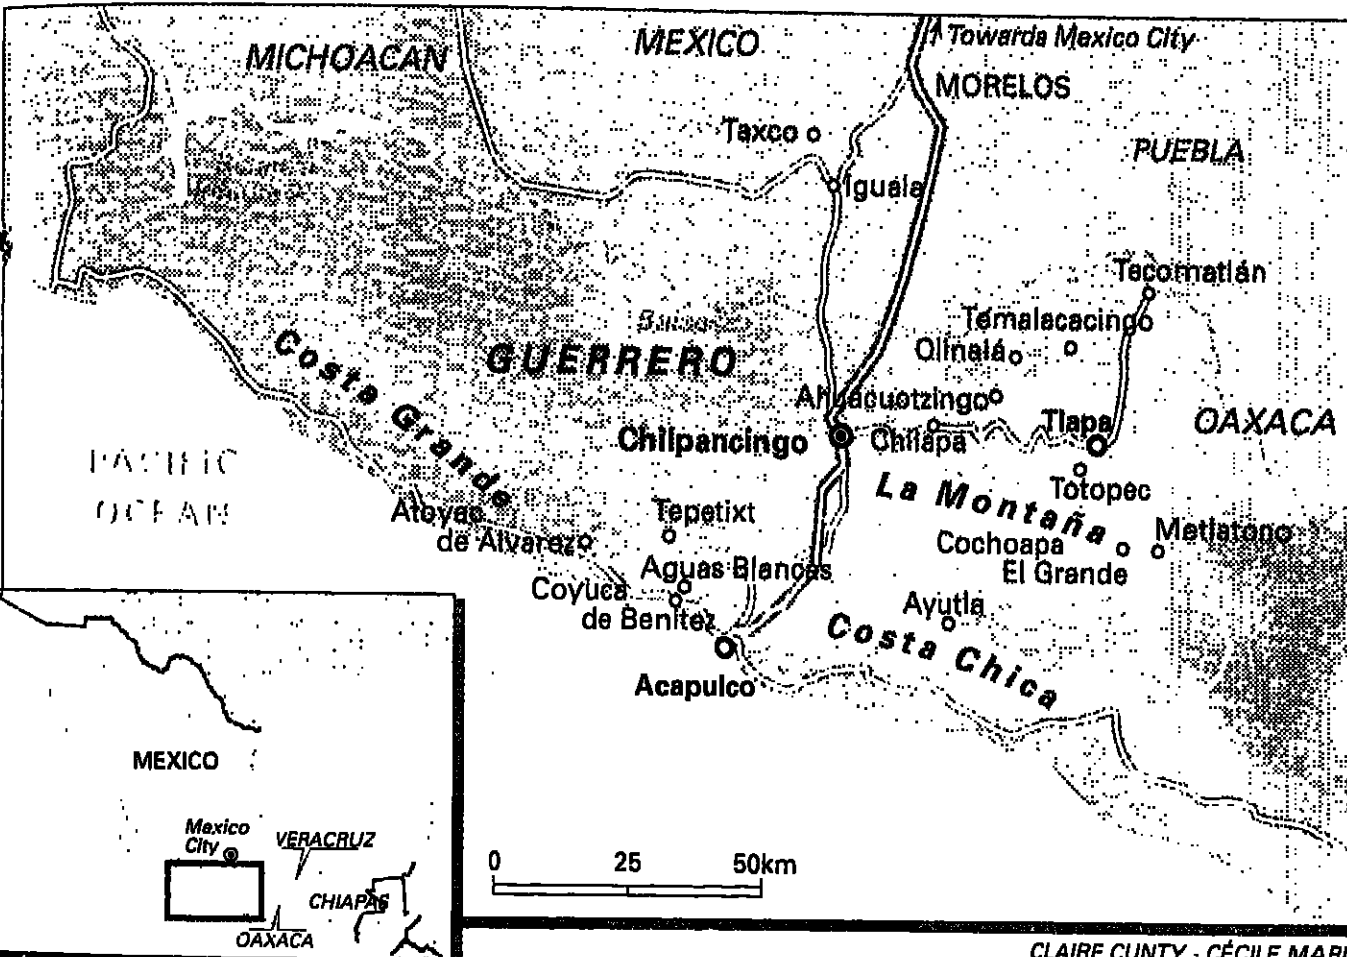 MICHOACAN
MEXICO
Towards Mexico City
MORELOS
Taxco
PUEBLA
Iguala
Tecomatlán
Temalacacingo
Olinalá
Costa Grande
GUERRERO
Ahuacuotzingo
Tlapa
OAXACA
Chilpancingo
Chilapa
PACIFIC
OCEAN
La Montaña
Totopec
Atoyac
de Alvarez
Tepetixt
Metlatono
Cochoapa
El Grande
Aguas Blancas
Coyuca
de Benitez
Ayutla
Costa Chica
Acapulco
MEXICO
Mexico
City
VERACRUZ
CHIAPAS
OAXACA
0 25 50km
CLAIRE CUNTY - CÉCILE MARI